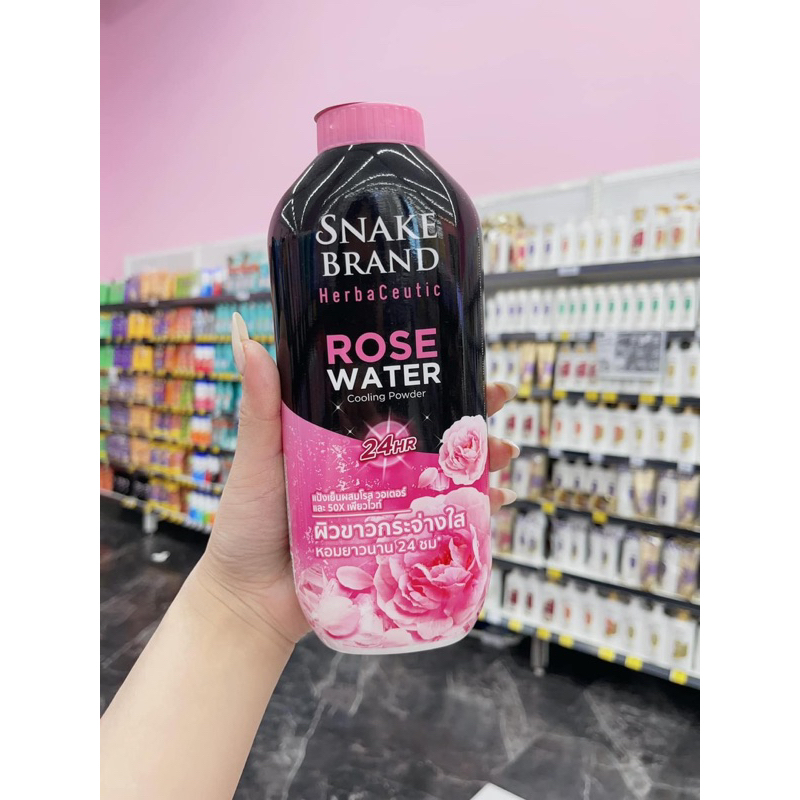 SNAKE
BRAND
HerbaCeutic
ROSE
WATER
Cooling Powder
24HR
แป้งเย็นผสมโรส วอเตอร์
และ 50X เพียวไวท์
ผิวขาวกระจ่างใส
หอมยาวนาน 24 ชม*